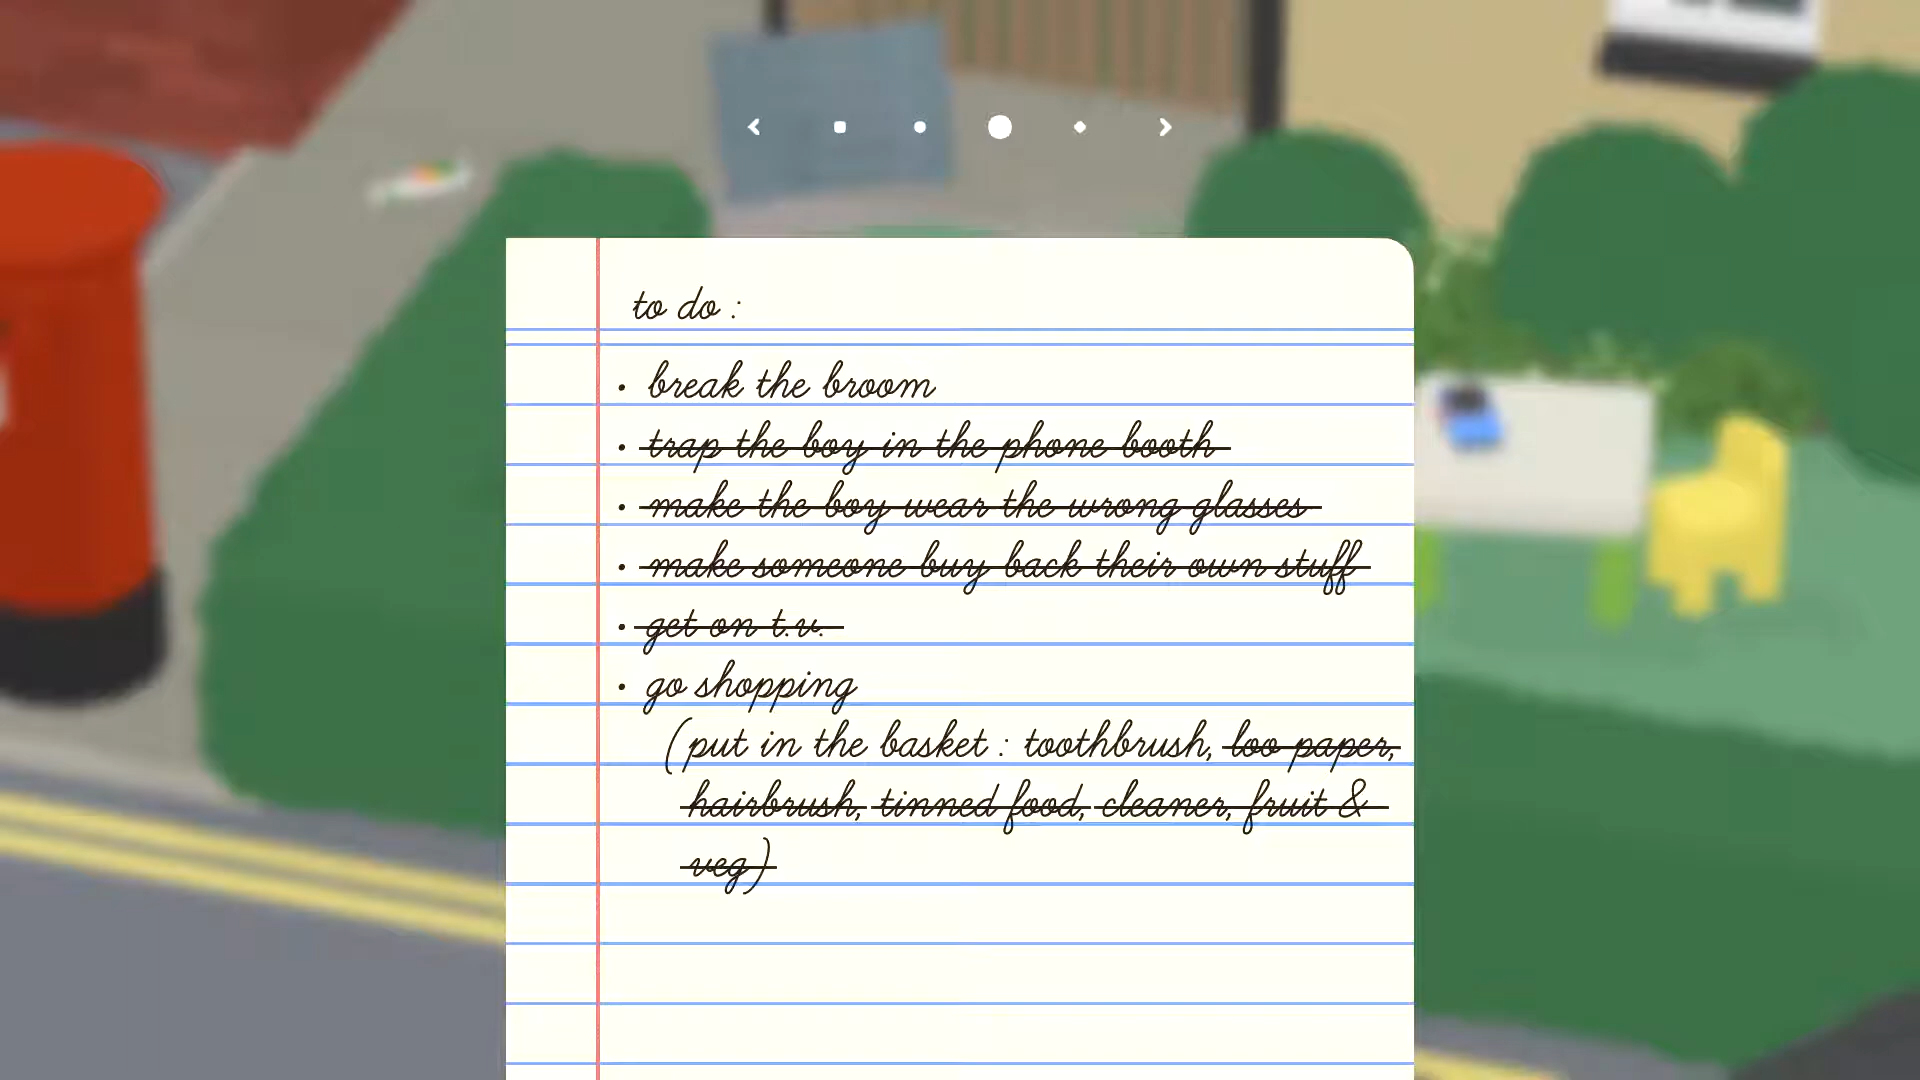 to do :
• break the broom
• trap the boy in the phone booth
• make the boy wear the wrong glasses
• make someone buy back their own stuff
• get on t.v.
• go shopping
(put in the basket : toothbrush, loo paper,
hairbrush, tinned food, cleaner, fruit &
veg)